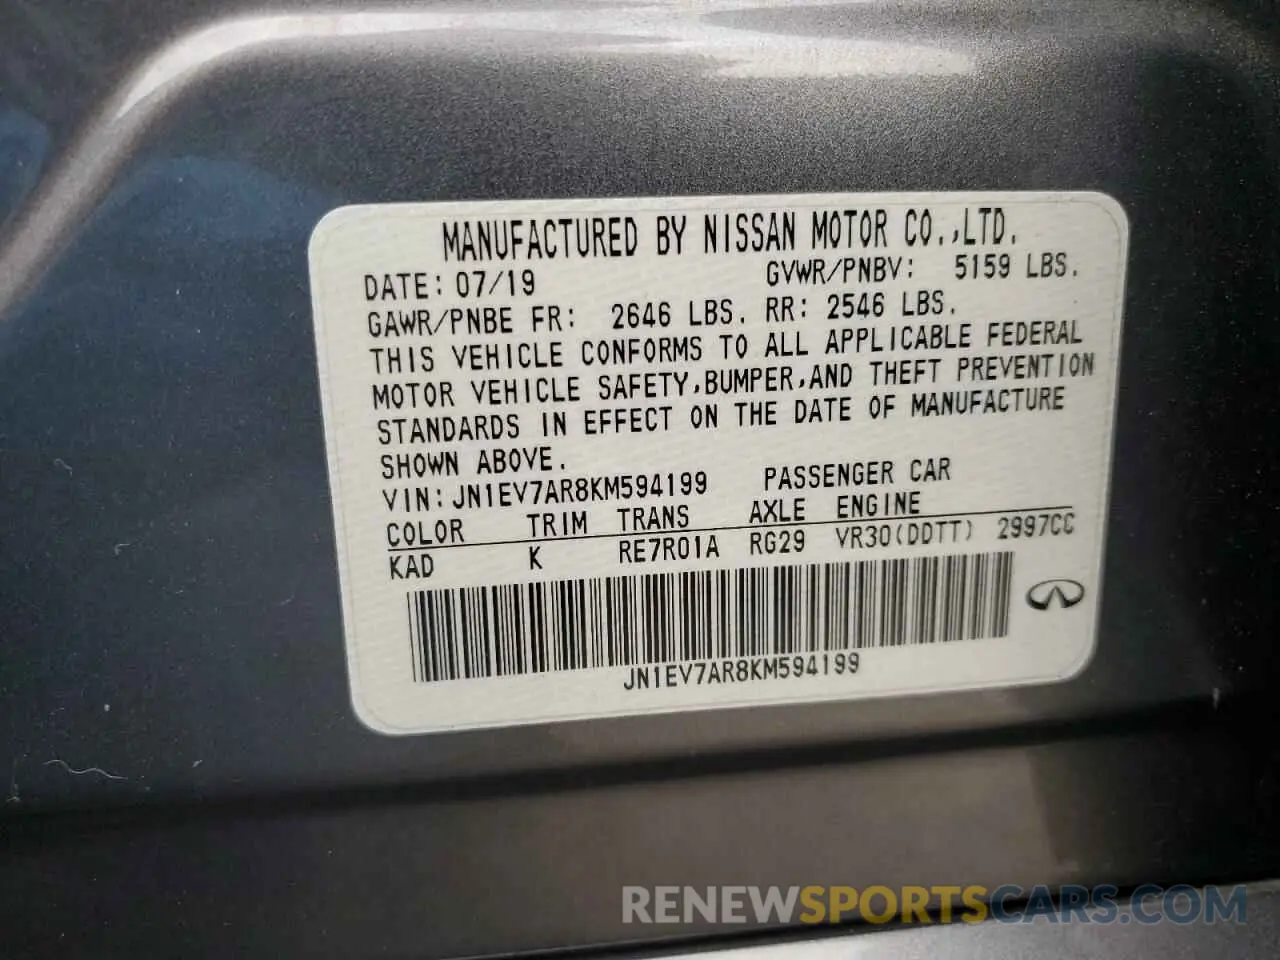 MANUFACTURED BY NISSAN MOTOR CO.,LTD.
DATE: 07/19 GVWR/PNBV: 5159 LBS.
GAWR/PNBE FR: 2646 LBS. RR: 2546 LBS.
THIS VEHICLE CONFORMS TO ALL APPLICABLE FEDERAL
MOTOR VEHICLE SAFETY,BUMPER,AND THEFT PREVENTION
STANDARDS IN EFFECT ON THE DATE OF MANUFACTURE
SHOWN ABOVE.
VIN: JN1EV7AR8KM594199 PASSENGER CAR
COLOR TRIM TRANS AXLE ENGINE
KAD K RE7R01A RG29 VR30(DDTT) 2997CC
JN1EV7AR8KM594199
RENEWSPORTSCARS.COM